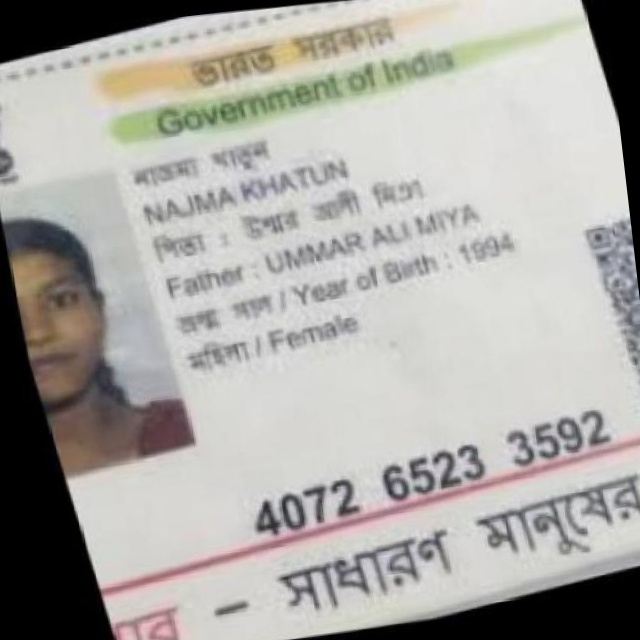 ভারত সরকার
Government of India
নাজমা খাতুন
NAJMA KHATUN
পিতা : উম্মার আলী মিঞা
Father : UMMAR ALI MIYA
জন্ম সাল / Year of Birth : 1994
মহিলা / Female
4072 6523 3592
- সাধারণ মানুষের